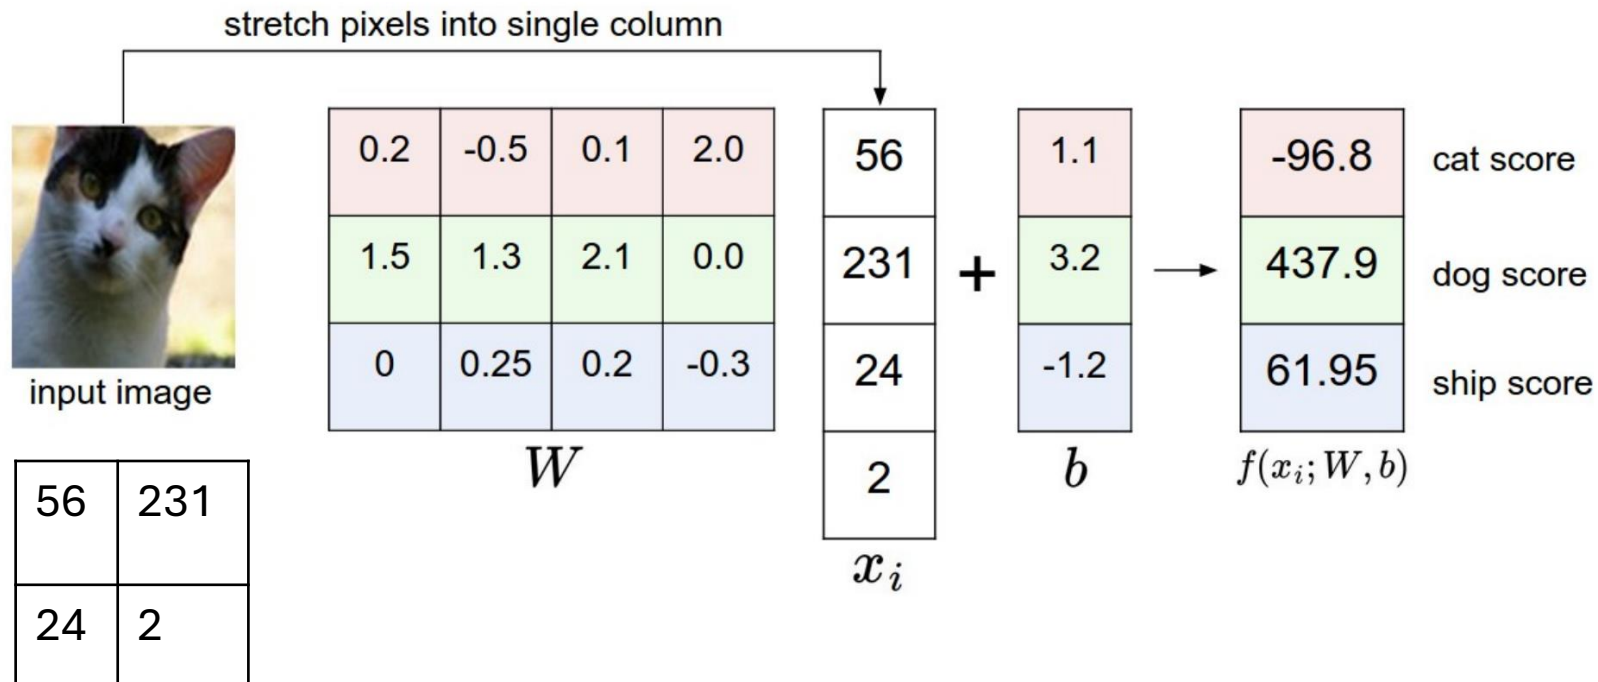 stretch pixels into single column
0.2 -0.5 0.1 2.0
1.5 1.3 2.1 0.0
0 0.25 0.2 -0.3
W
56
231
24
2
x_i
+
1.1
3.2
-1.2
b
-96.8 cat score
437.9 dog score
61.95 ship score
f(x_i; W, b)
input image
56 231
24 2